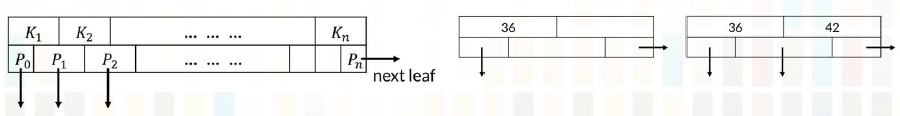 K₁ K₂ ... ... ... Kₙ
P₀ P₁ P₂ ... ... ... Pₙ
next leaf
36
36 42